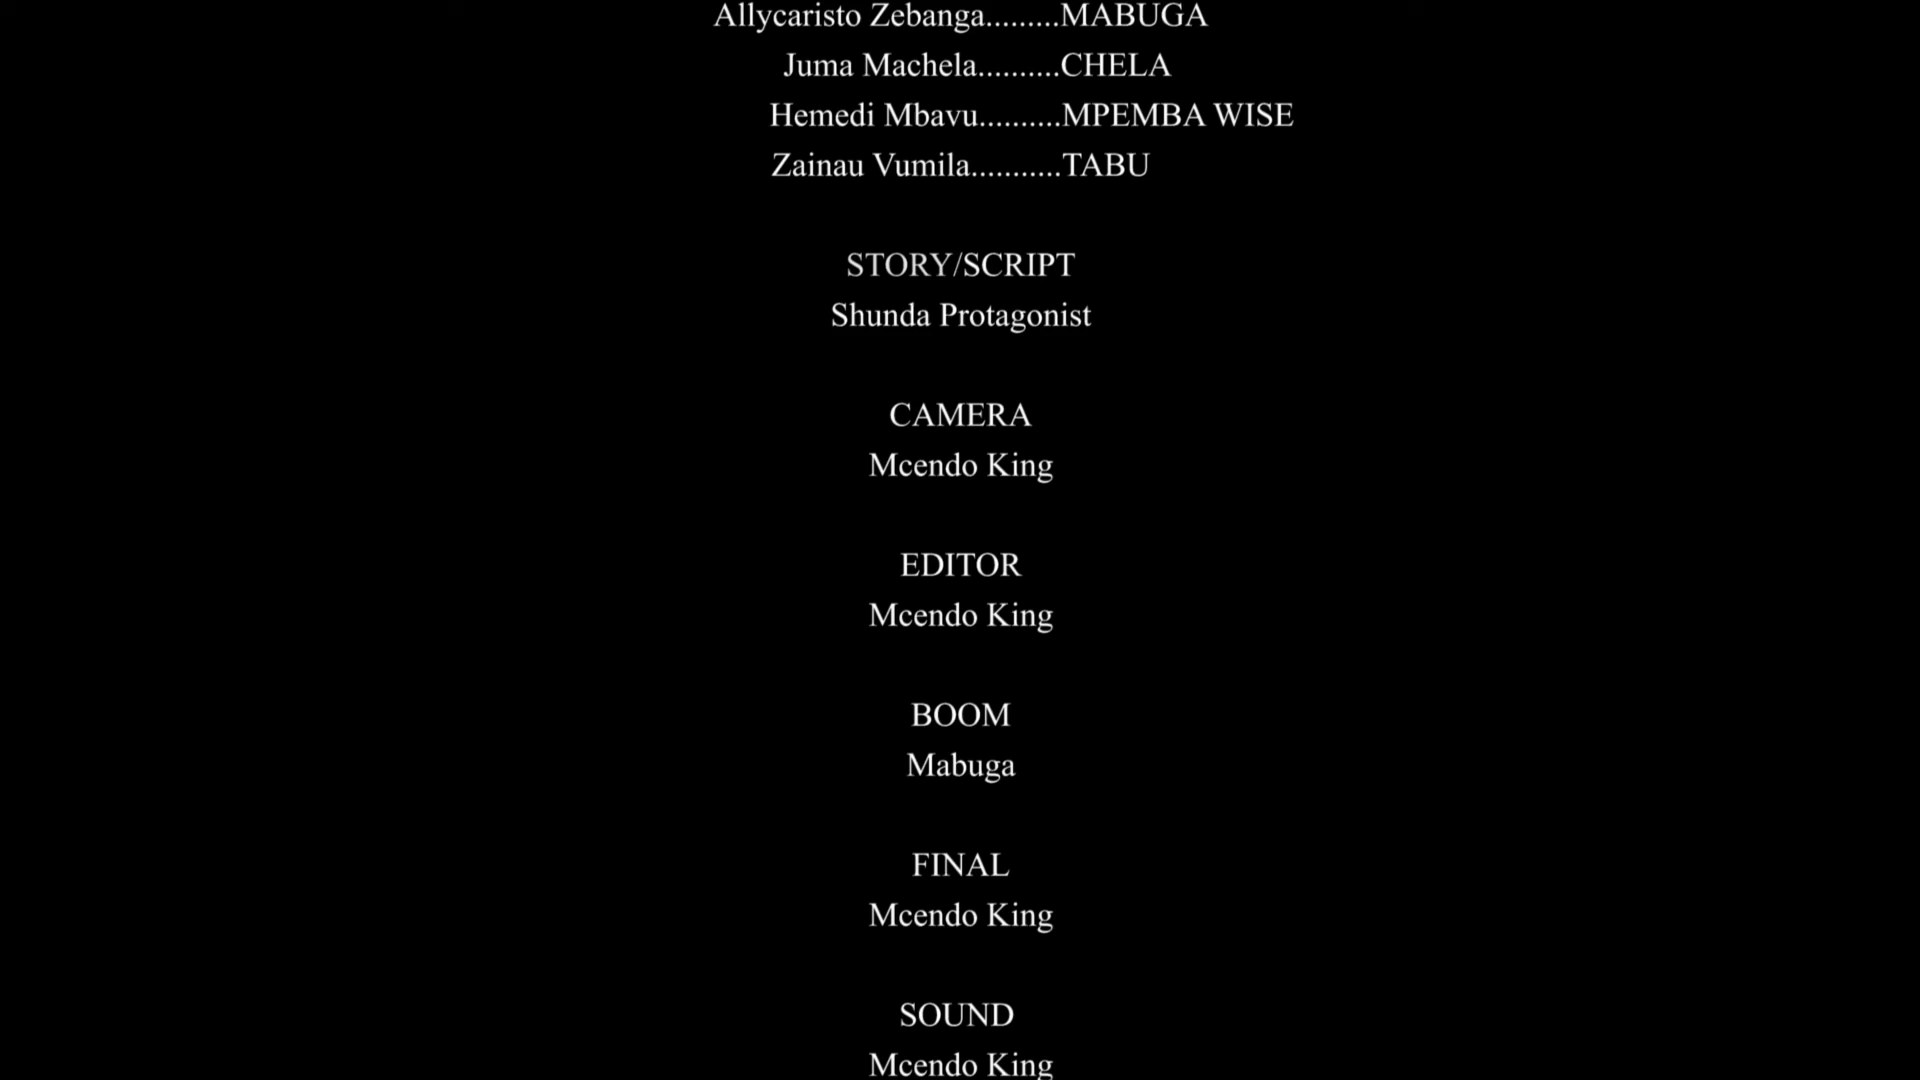 Allycaristo Zebanga.........MABUGA
Juma Machela..........CHELA
Hemedi Mbavu..........MPEMBA WISE
Zainau Vumila...........TABU
STORY/SCRIPT
Shunda Protagonist
CAMERA
Mcendo King
EDITOR
Mcendo King
BOOM
Mabuga
FINAL
Mcendo King
SOUND
Mcendo King